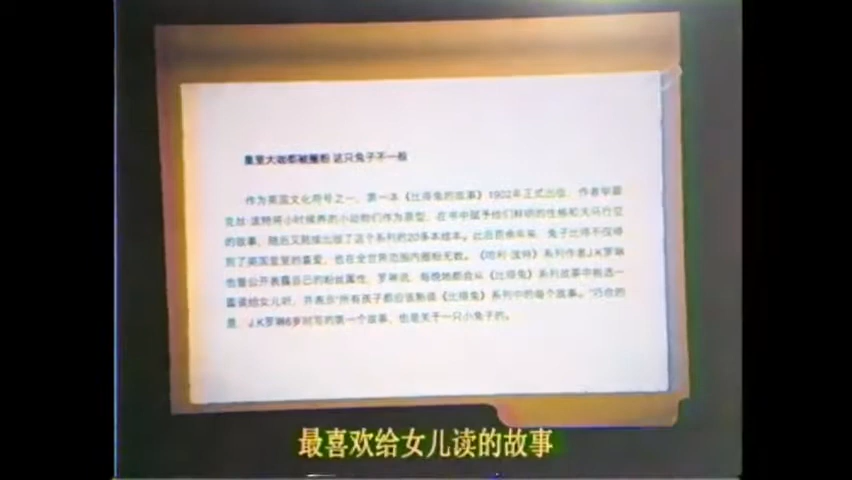 皇室大咖都被圈粉 这只兔子不一般
作为英国文化符号之一，第一本《比得兔的故事》1902年正式出版，作者毕翠
克丝·波特将小时候养的小动物们作为原型，在书中赋予他们鲜明的性格和天马行空
的故事，随后又陆续出版了这个系列的20多本绘本。此后百余年来，兔子比得不仅得
到了英国皇室的喜爱，也在全世界范围内圈粉无数。《哈利·波特》系列作者J.K罗琳
也曾公开表露自己的粉丝属性，罗琳说，每晚她都会从《比得兔》系列故事中挑选一
篇读给女儿听，并表示“所有孩子都应该熟读《比得兔》系列中的每个故事。”巧合的
是，J.K罗琳6岁时写的第一个故事，也是关于一只小兔子的。
最喜欢给女儿读的故事